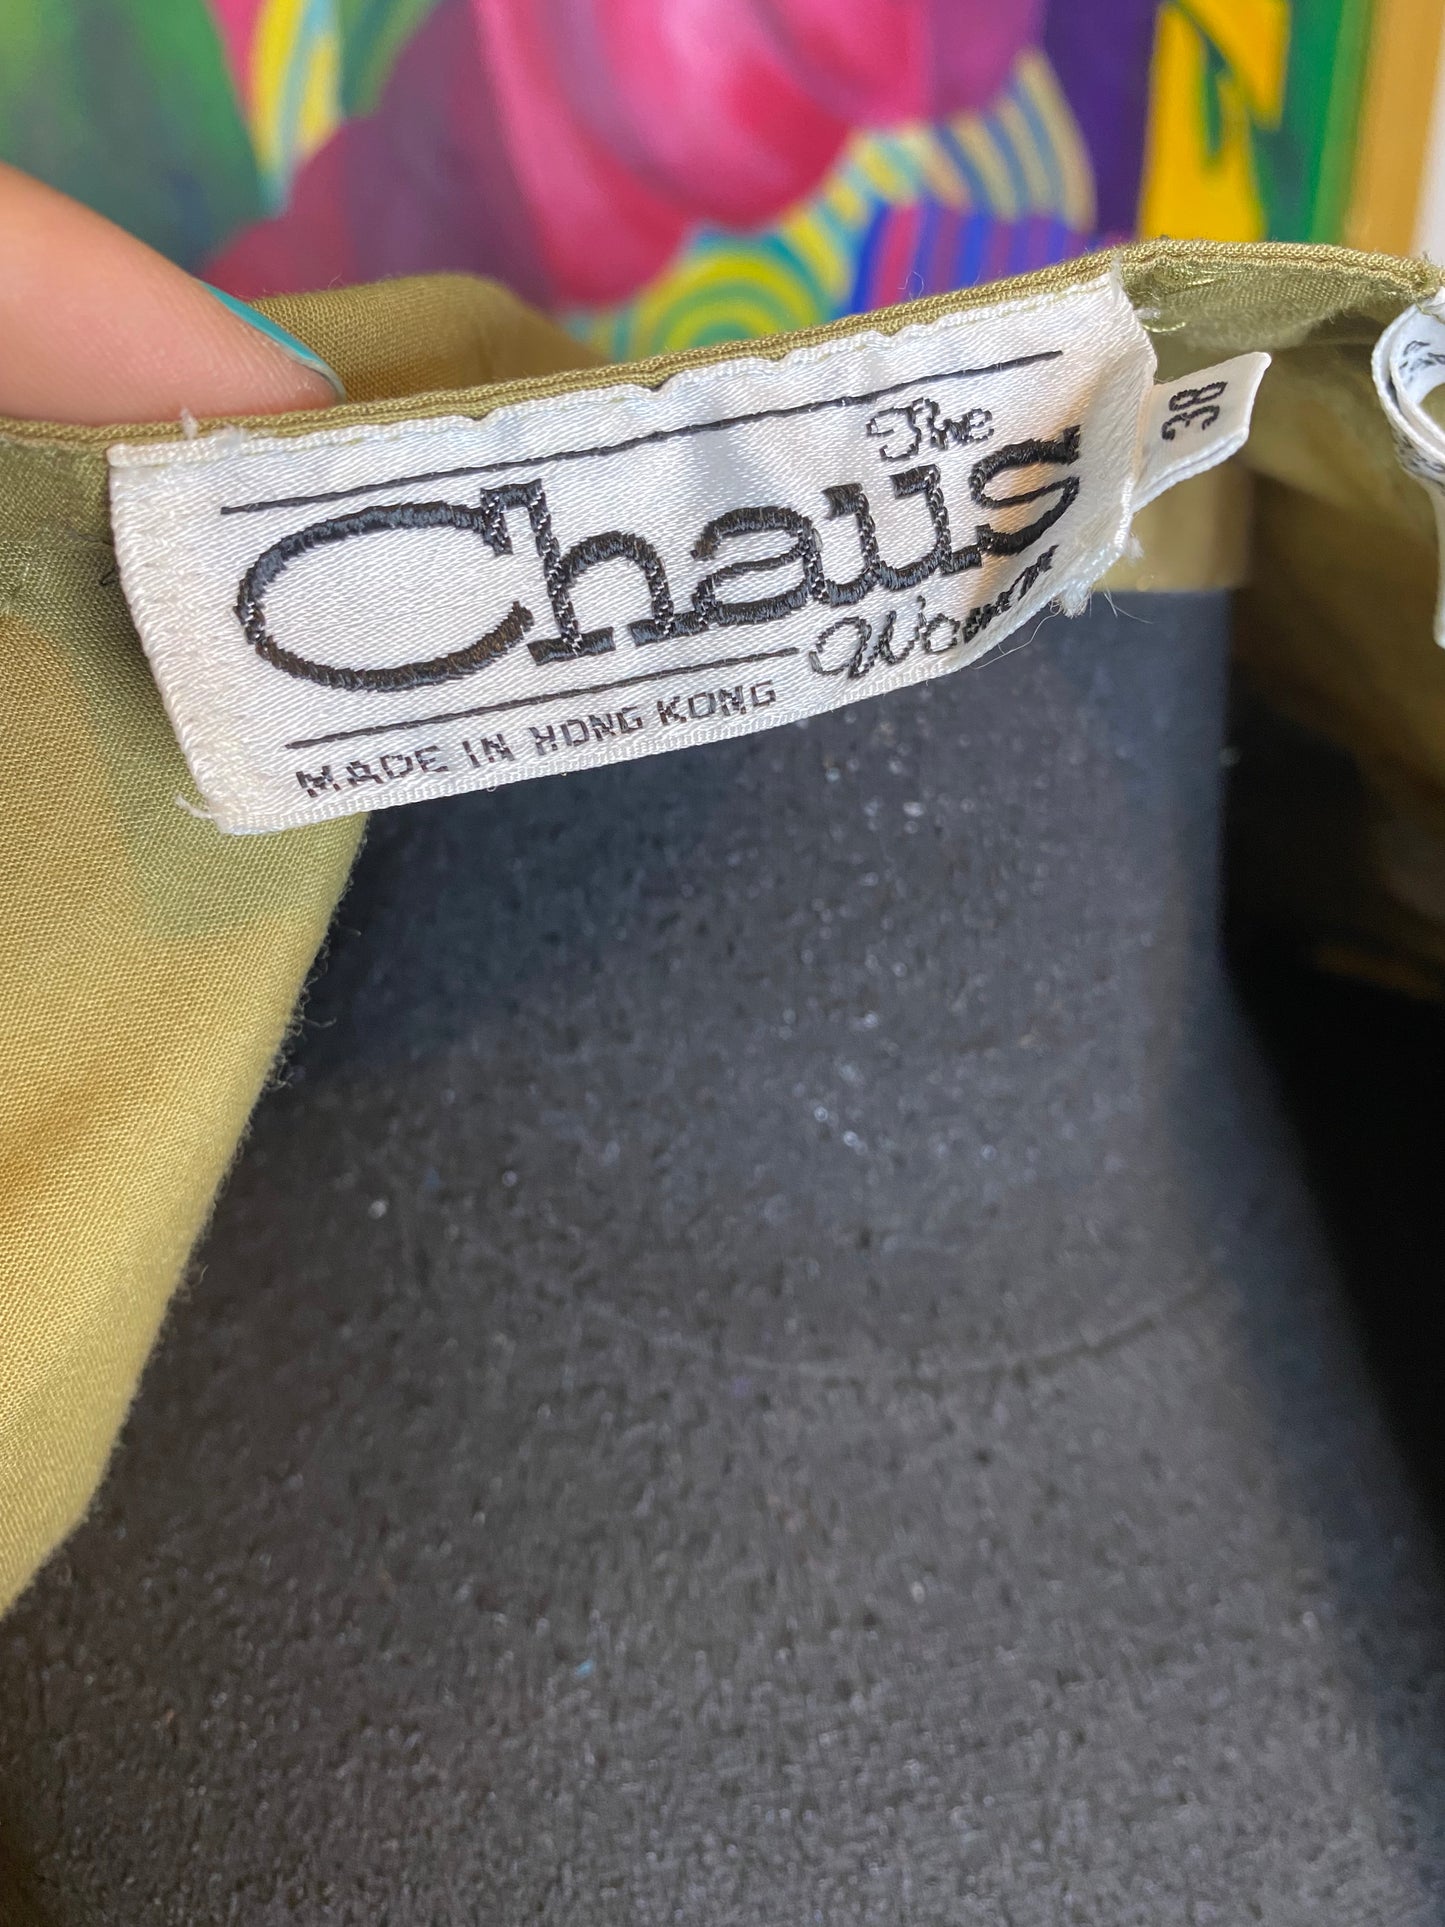 The
Chaus
Woman
MADE IN HONG KONG
38